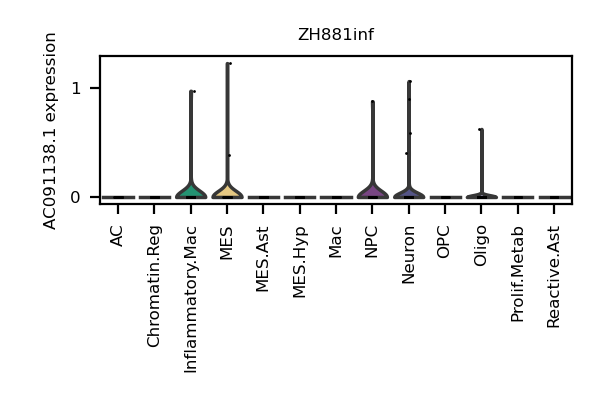 ZH881inf
AC091138.1 expression
1
0
AC
Chromatin.Reg
Inflammatory.Mac
MES
MES.Ast
MES.Hyp
Mac
NPC
Neuron
OPC
Oligo
Prolif.Metab
Reactive.Ast